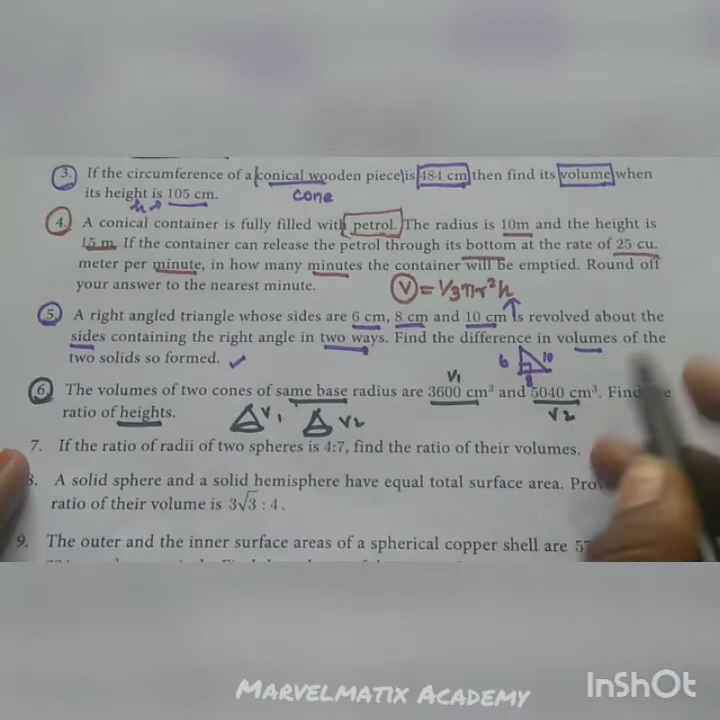 3. If the circumference of a conical wooden piece is 484 cm then find its volume when
its height is 105 cm.
h cone
4. A conical container is fully filled with petrol. The radius is 10m and the height is
15 m. If the container can release the petrol through its bottom at the rate of 25 cu.
meter per minute, in how many minutes the container will be emptied. Round off
your answer to the nearest minute.
V = 1/3πr²h
5. A right angled triangle whose sides are 6 cm, 8 cm and 10 cm is revolved about the
sides containing the right angle in two ways. Find the difference in volumes of the
two solids so formed.
6 10
8
V1
6. The volumes of two cones of same base radius are 3600 cm³ and 5040 cm³. Find
ratio of heights.
V1 V2 V2
7. If the ratio of radii of two spheres is 4:7, find the ratio of their volumes.
8. A solid sphere and a solid hemisphere have equal total surface area.
ratio of their volume is 3√3 : 4.
9. The outer and the inner surface areas of a spherical copper shell are
MARVELMATIX ACADEMY
InShOt